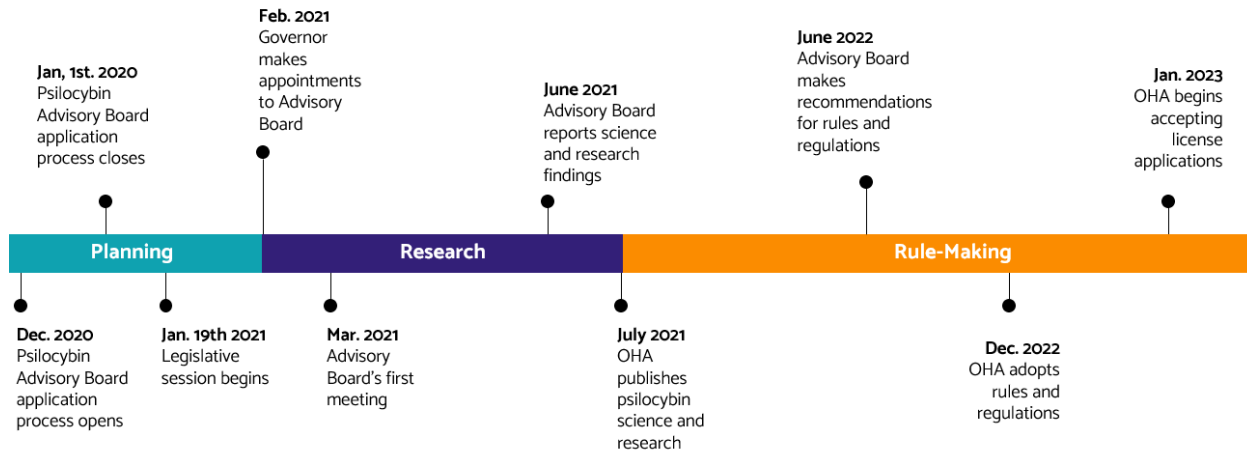 Jan, 1st. 2020
Psilocybin
Advisory Board
application
process closes
Feb. 2021
Governor
makes
appointments
to Advisory
Board
June 2021
Advisory Board
reports science
and research
findings
June 2022
Advisory Board
makes
recommendations
for rules and
regulations
Jan. 2023
OHA begins
accepting
license
applications
Planning
Research
Rule-Making
Dec. 2020
Psilocybin
Advisory Board
application
process opens
Jan. 19th 2021
Legislative
session begins
Mar. 2021
Advisory
Board's first
meeting
July 2021
OHA
publishes
psilocybin
science and
research
Dec. 2022
OHA adopts
rules and
regulations